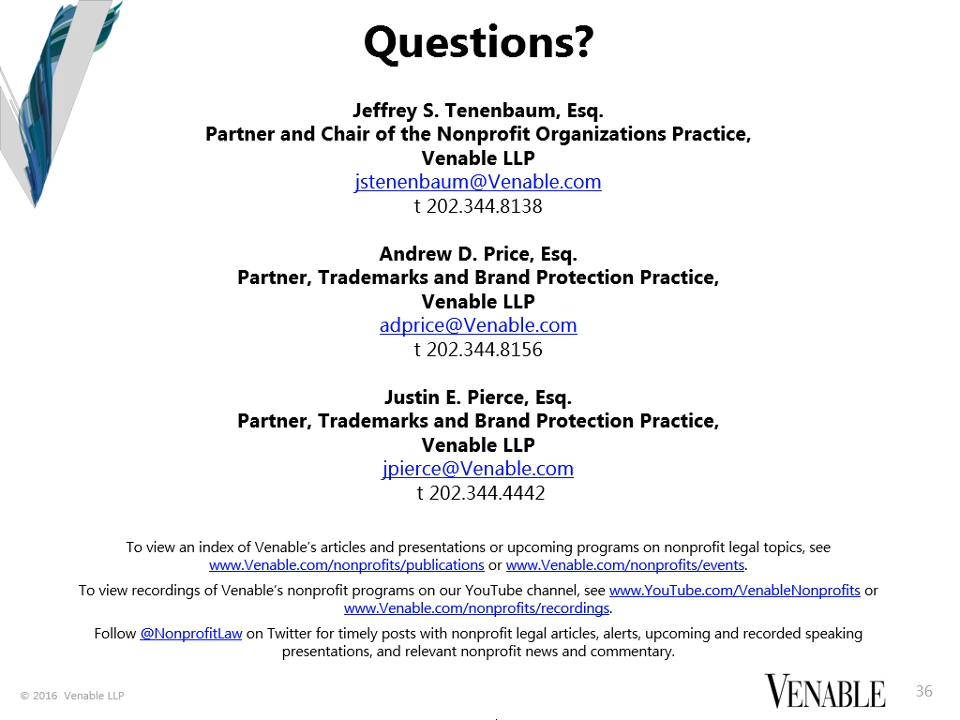 Questions?
Jeffrey S. Tenenbaum, Esq.
Partner and Chair of the Nonprofit Organizations Practice,
Venable LLP
jstenenbaum@Venable.com
t 202.344.8138
Andrew D. Price, Esq.
Partner, Trademarks and Brand Protection Practice,
Venable LLP
adprice@Venable.com
t 202.344.8156
Justin E. Pierce, Esq.
Partner, Trademarks and Brand Protection Practice,
Venable LLP
jpierce@Venable.com
t 202.344.4442
To view an index of Venable's articles and presentations or upcoming programs on nonprofit legal topics, see
www.Venable.com/nonprofits/publications or www.Venable.com/nonprofits/events.
To view recordings of Venable's nonprofit programs on our YouTube channel, see www.YouTube.com/VenableNonprofits or
www.Venable.com/nonprofits/recordings.
Follow @NonprofitLaw on Twitter for timely posts with nonprofit legal articles, alerts, upcoming and recorded speaking
presentations, and relevant nonprofit news and commentary.
© 2016 Venable LLP
VENABLE
36